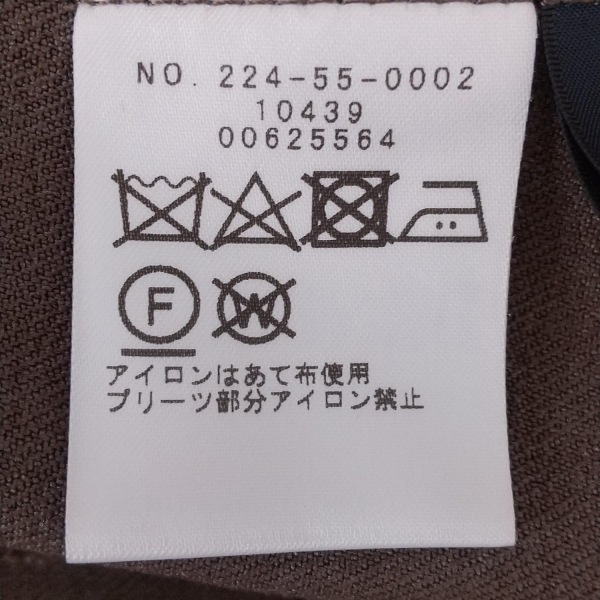 NO. 224-55-0002
10439
00625564
F W
アイロンはあて布使用
プリーツ部分アイロン禁止